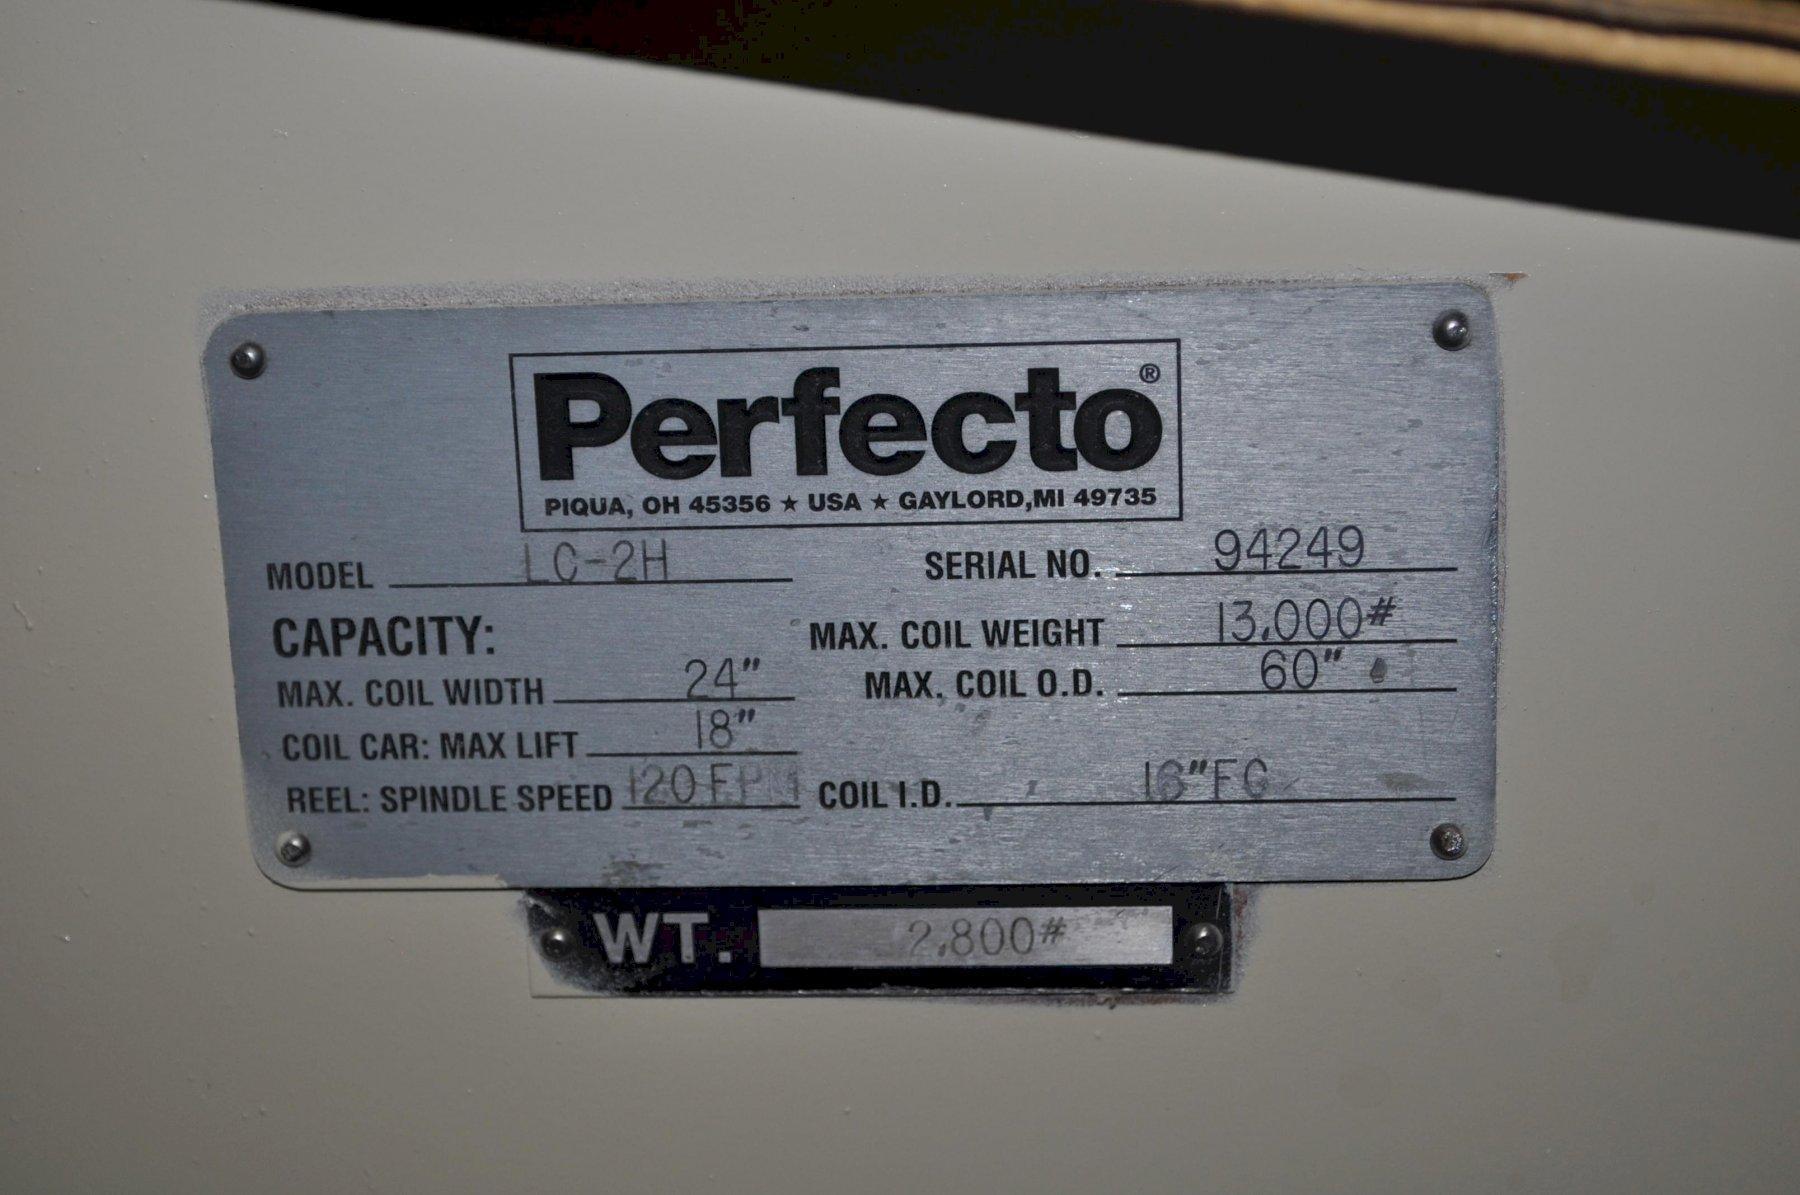 Perfecto®
PIQUA, OH 45356 ★ USA ★ GAYLORD, MI 49735
MODEL LC-2H SERIAL NO. 94249
CAPACITY: MAX. COIL WEIGHT 13,000#
MAX. COIL WIDTH 24" MAX. COIL O.D. 60"
COIL CAR: MAX LIFT 18"
REEL: SPINDLE SPEED 120 FPM COIL I.D. 16"FC
WT. 2,800#